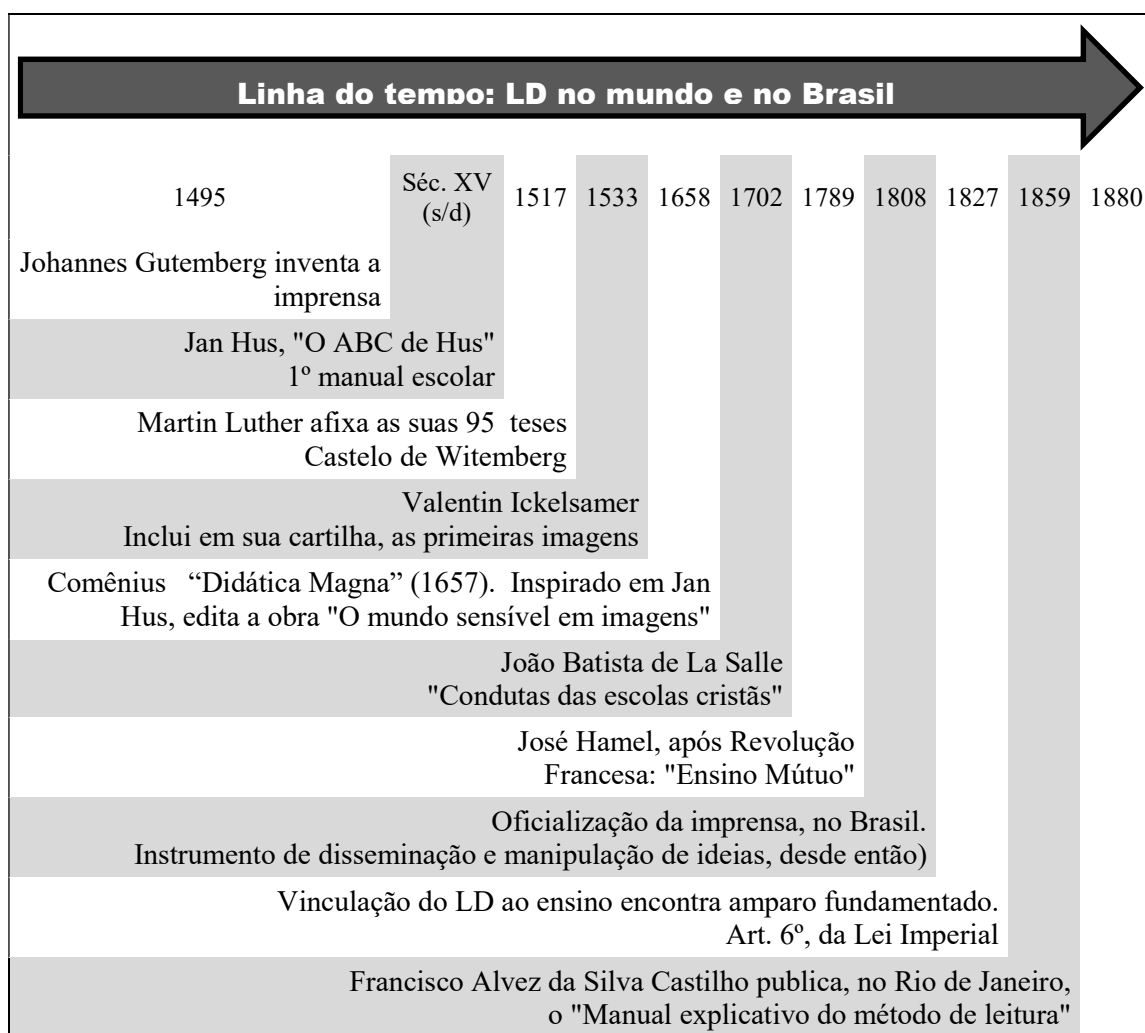 Linha do tempo: LD no mundo e no Brasil
1495 Séc. XV (s/d) 1517 1533 1658 1702 1789 1808 1827 1859 1880
Johannes Gutemberg inventa a
imprensa
Jan Hus, "O ABC de Hus"
1º manual escolar
Martin Luther afixa as suas 95 teses
Castelo de Witemberg
Valentin Ickelsamer
Inclui em sua cartilha, as primeiras imagens
Comênius “Didática Magna” (1657). Inspirado em Jan
Hus, edita a obra "O mundo sensível em imagens"
João Batista de La Salle
"Condutas das escolas cristãs"
José Hamel, após Revolução
Francesa: "Ensino Mútuo"
Oficialização da imprensa, no Brasil.
Instrumento de disseminação e manipulação de ideias, desde então)
Vinculação do LD ao ensino encontra amparo fundamentado.
Art. 6º, da Lei Imperial
Francisco Alvez da Silva Castilho publica, no Rio de Janeiro,
o "Manual explicativo do método de leitura"